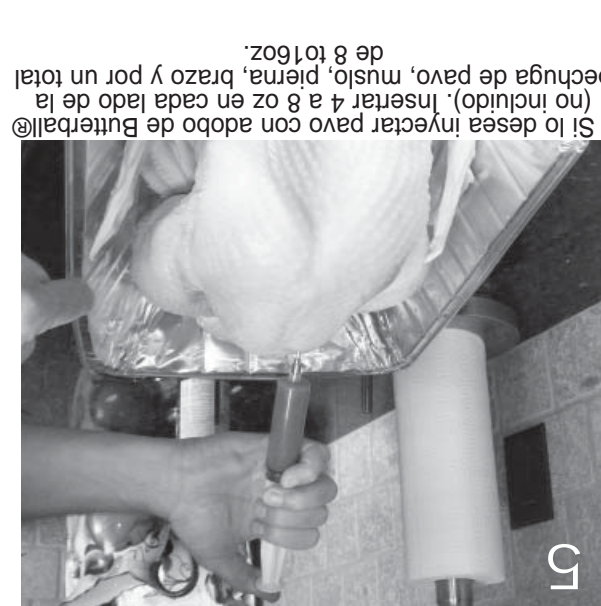 5
Si lo desea inyectar pavo con adobo de Butterball®
(no incluido). Insertar 4 a 8 oz en cada lado de la
pechuga de pavo, muslo, pierna, brazo y por un total
de 8 to16oz.